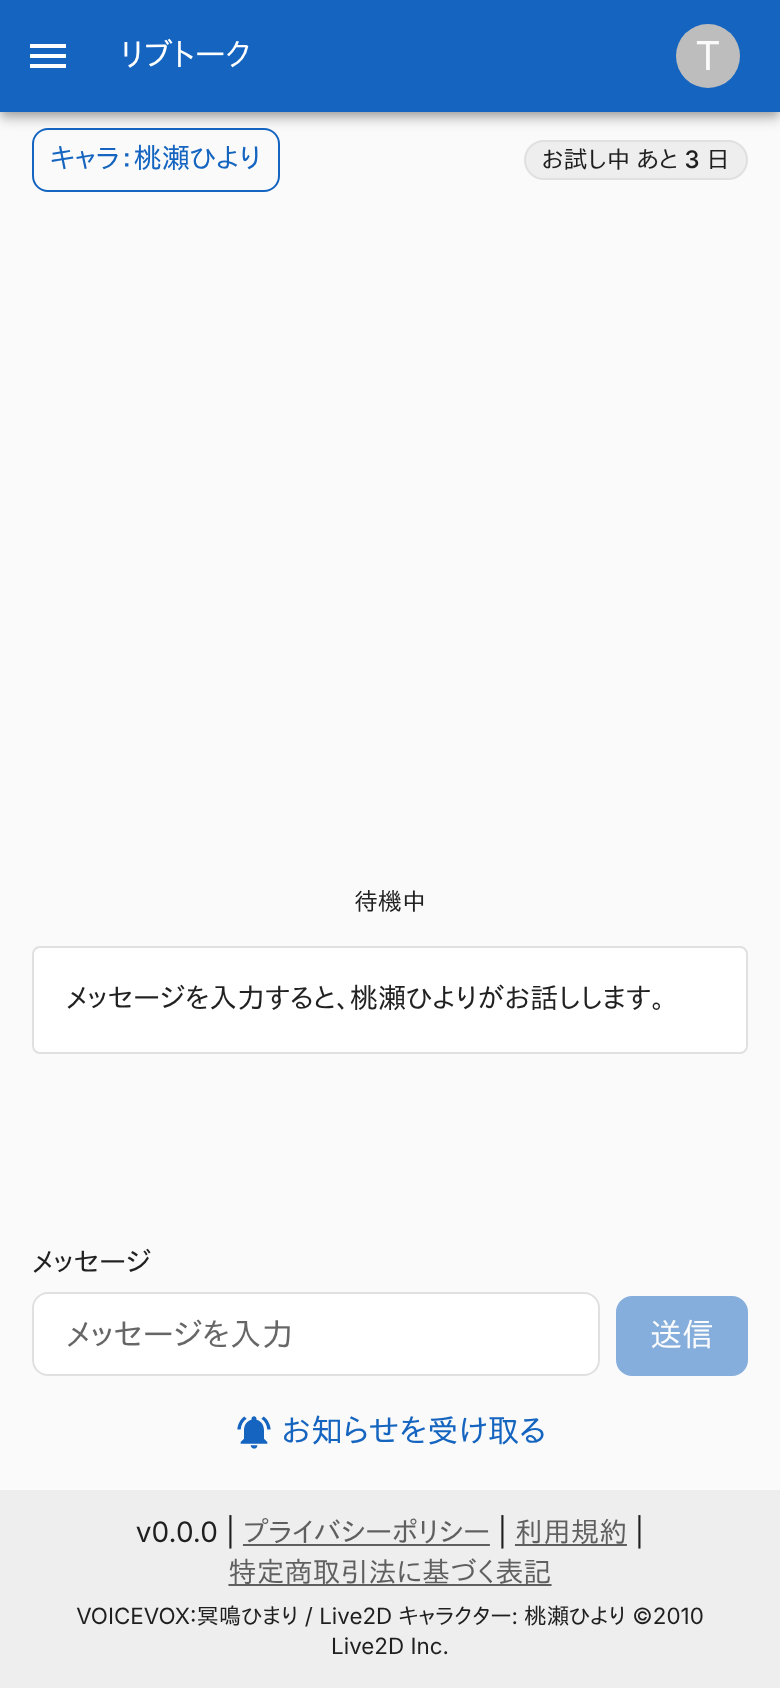 リブトーク
T
キャラ：桃瀬ひより
お試し中 あと 3 日
待機中
メッセージを入力すると、桃瀬ひよりがお話しします。
メッセージ
メッセージを入力
送信
お知らせを受け取る
v0.0.0 | プライバシーポリシー | 利用規約 |
特定商取引法に基づく表記
VOICEVOX:冥鳴ひまり / Live2D キャラクター: 桃瀬ひより ©2010
Live2D Inc.